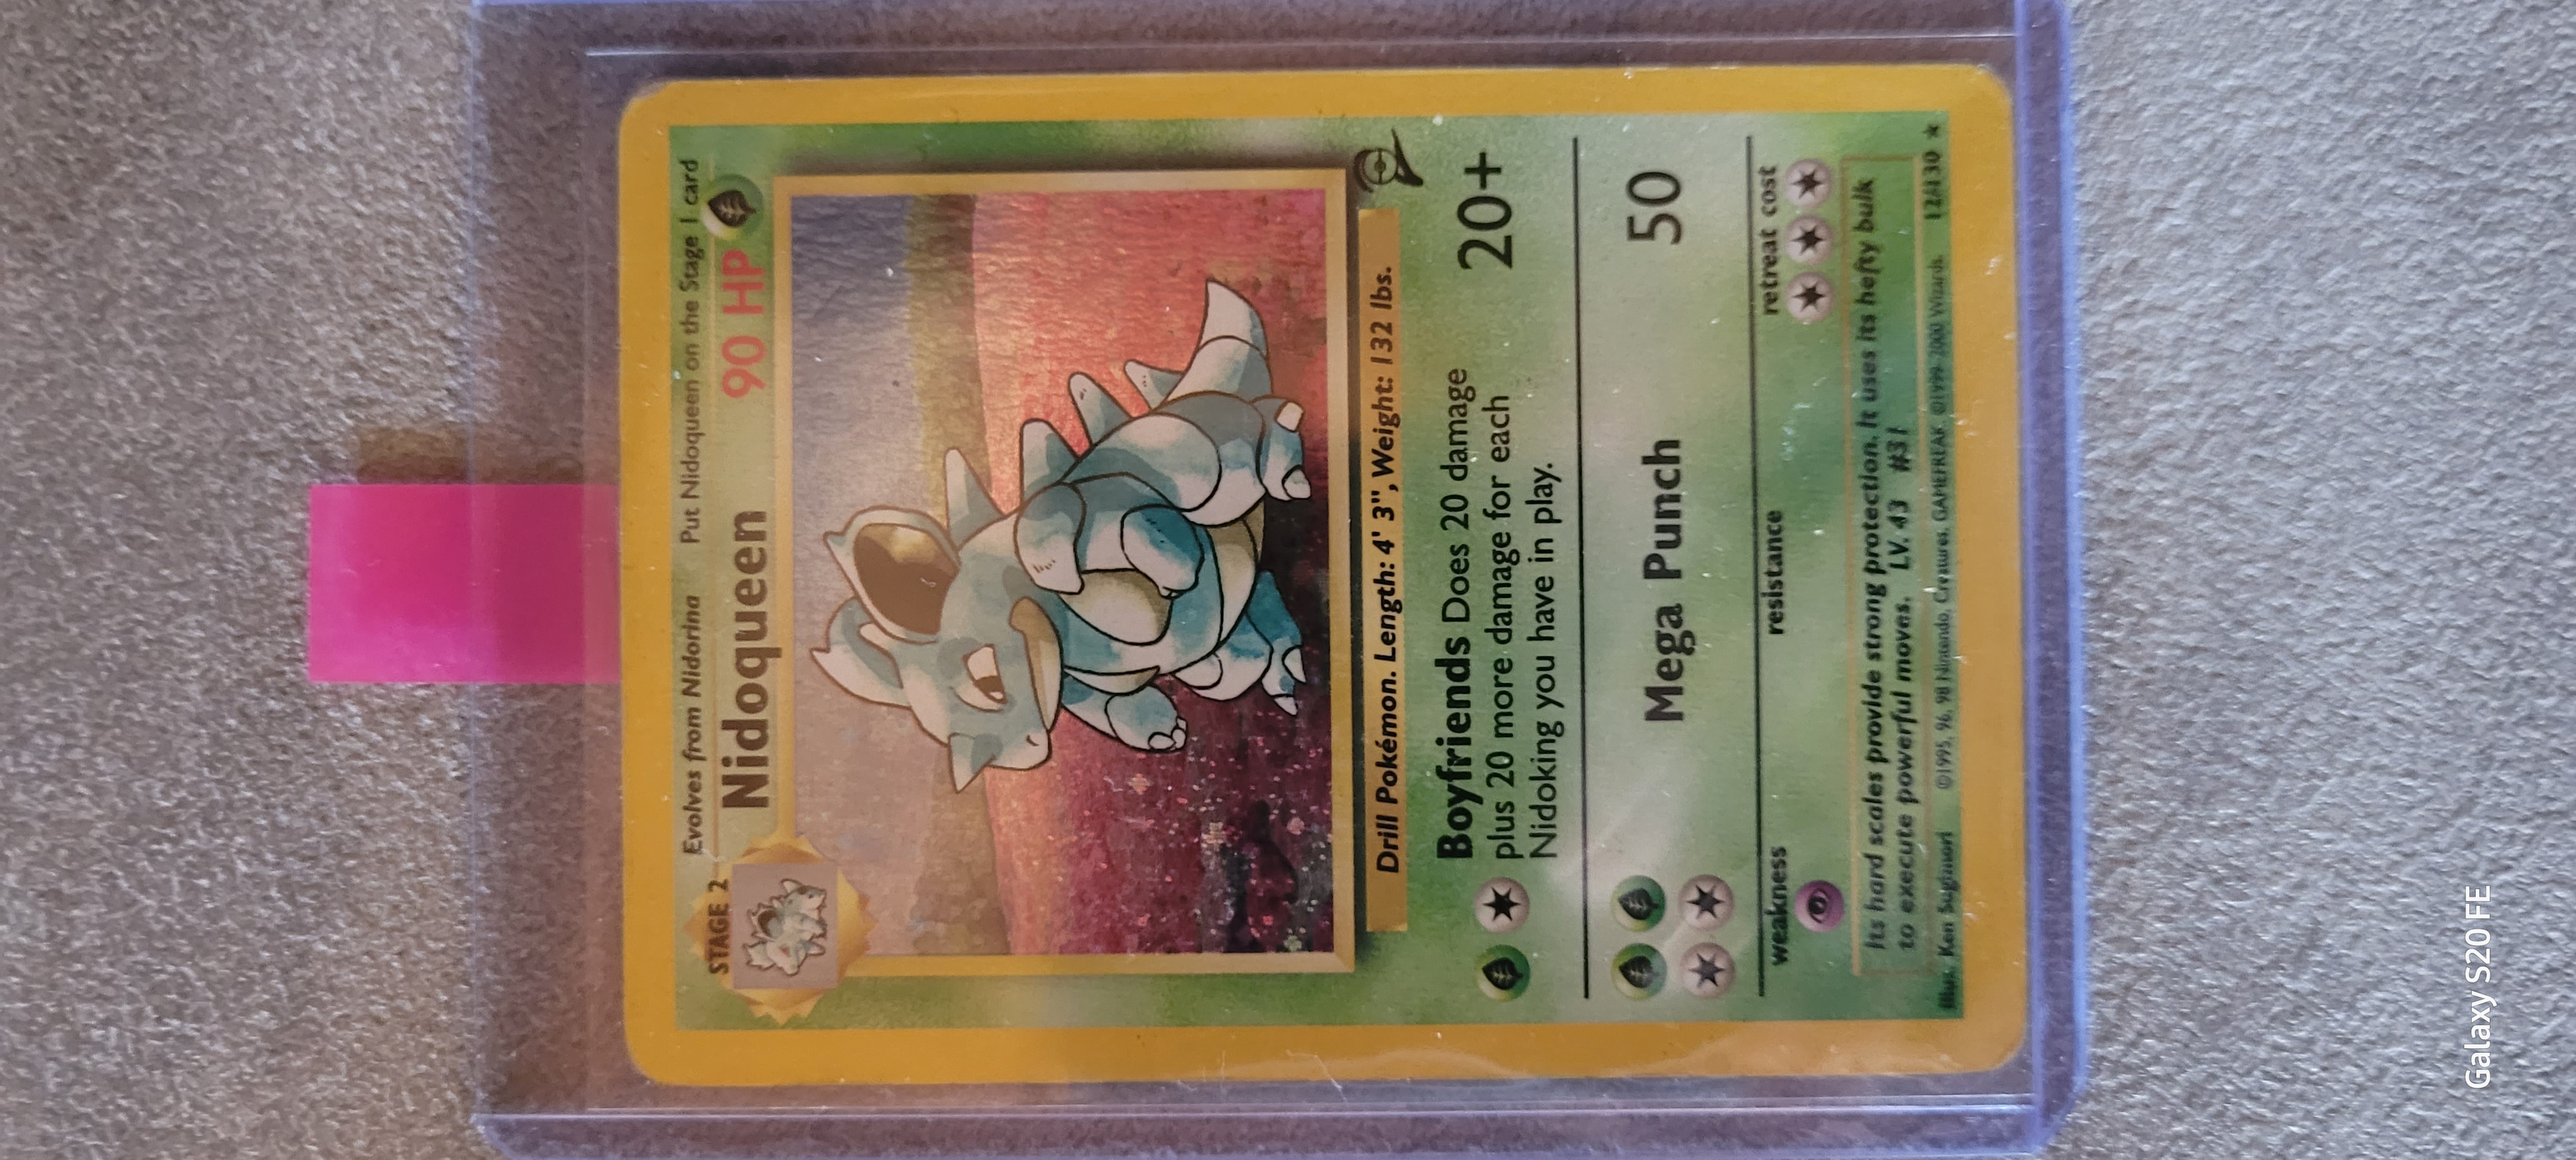 STAGE 2 Evolves from Nidorina Put Nidoqueen on the Stage 1 card
Nidoqueen 90 HP
Drill Pokémon. Length: 4' 3", Weight: 132 lbs.
Boyfriends Does 20 damage
plus 20 more damage for each
Nidoking you have in play.
20+
Mega Punch 50
weakness resistance retreat cost
Its hard scales provide strong protection. It uses its hefty bulk
to execute powerful moves. LV. 43 #31
Illus. Ken Sugimori ©1995, 96, 98 Nintendo, Creatures, GAMEFREAK. ©1999-2000 Wizards. 12/130 ★
Galaxy S20 FE